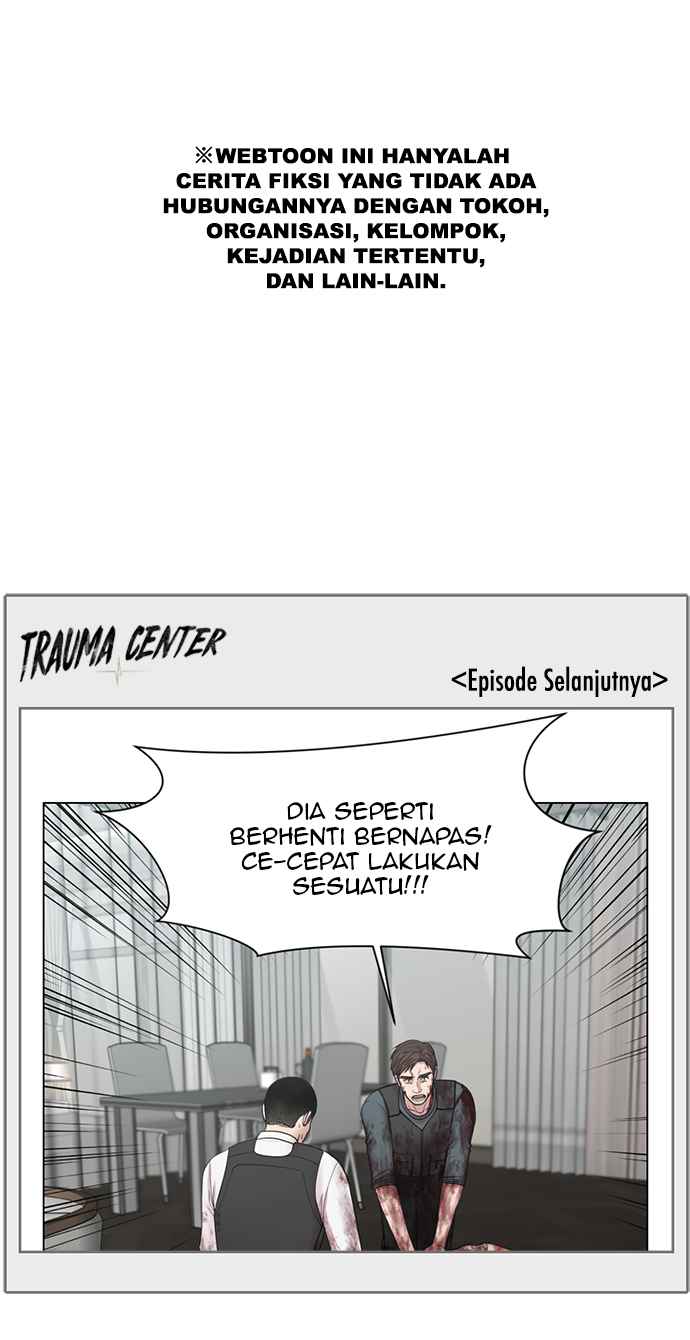 ※WEBTOON INI HANYALAH
CERITA FIKSI YANG TIDAK ADA
HUBUNGANNYA DENGAN TOKOH,
ORGANISASI, KELOMPOK,
KEJADIAN TERTENTU,
DAN LAIN-LAIN.
TRAUMA CENTER
<Episode Selanjutnya>
DIA SEPERTI
BERHENTI BERNAPAS!
CE-CEPAT LAKUKAN
SESUATU!!!